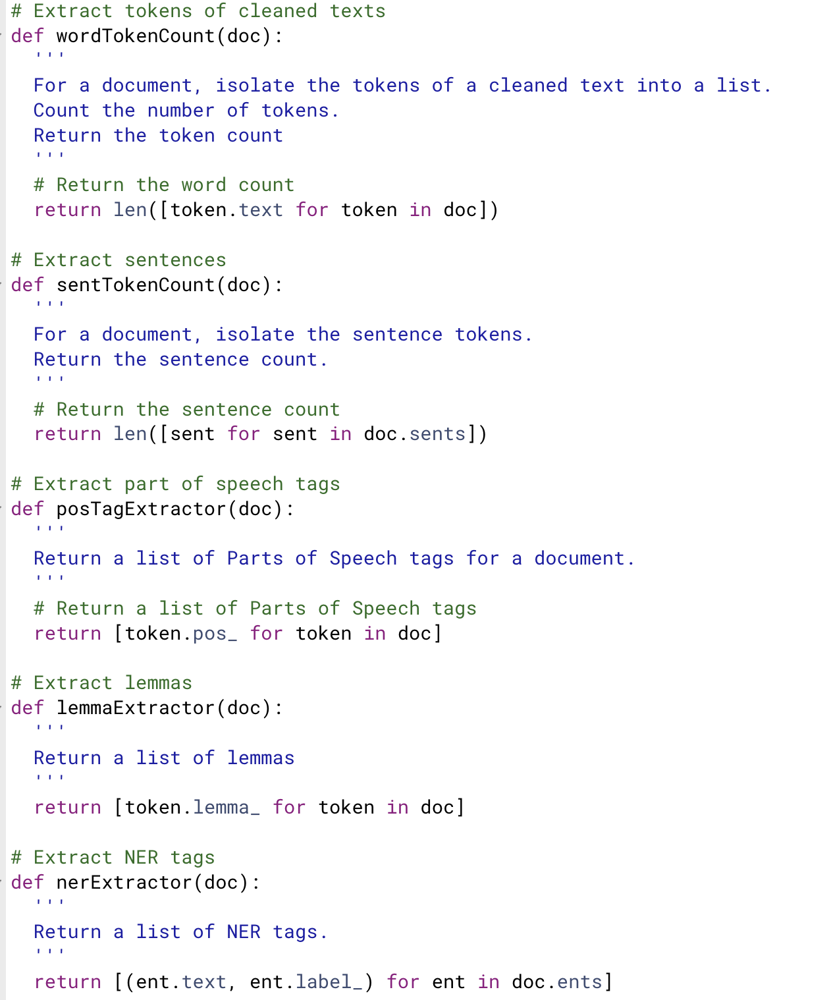 # Extract tokens of cleaned texts
def wordTokenCount(doc):
  '''
  For a document, isolate the tokens of a cleaned text into a list.
  Count the number of tokens.
  Return the token count
  '''
  # Return the word count
  return len([token.text for token in doc])

# Extract sentences
def sentTokenCount(doc):
  '''
  For a document, isolate the sentence tokens.
  Return the sentence count.
  '''
  # Return the sentence count
  return len([sent for sent in doc.sents])

# Extract part of speech tags
def posTagExtractor(doc):
  '''
  Return a list of Parts of Speech tags for a document.
  '''
  # Return a list of Parts of Speech tags
  return [token.pos_ for token in doc]

# Extract lemmas
def lemmaExtractor(doc):
  '''
  Return a list of lemmas
  '''
  return [token.lemma_ for token in doc]

# Extract NER tags
def nerExtractor(doc):
  '''
  Return a list of NER tags.
  '''
  return [(ent.text, ent.label_) for ent in doc.ents]